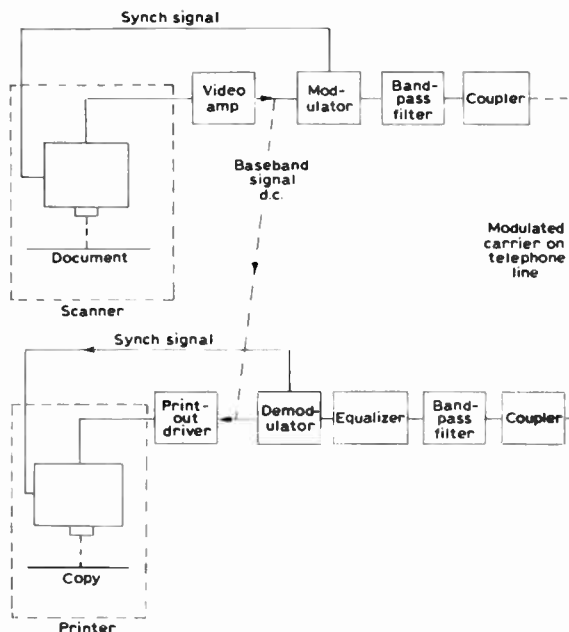 Synch signal
Video
amp
Mod-
ulator
Band-
pass
filter
Coupler
Baseband
signal
d.c.
Document
Scanner
Modulated
carrier on
telephone
line
Synch signal
Print-
out
driver
Demod-
ulator
Equalizer
Band-
pass
filter
Coupler
Copy
Printer